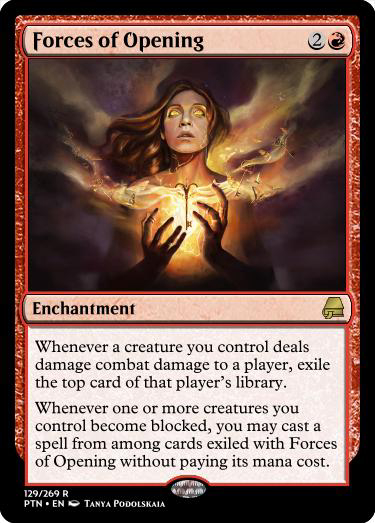 Forces of Opening 2
Enchantment
Whenever a creature you control deals
damage combat damage to a player, exile
the top card of that player's library.
Whenever one or more creatures you
control become blocked, you may cast a
spell from among cards exiled with Forces
of Opening without paying its mana cost.
129/269 R
PTN • EN Tanya Podolskaia